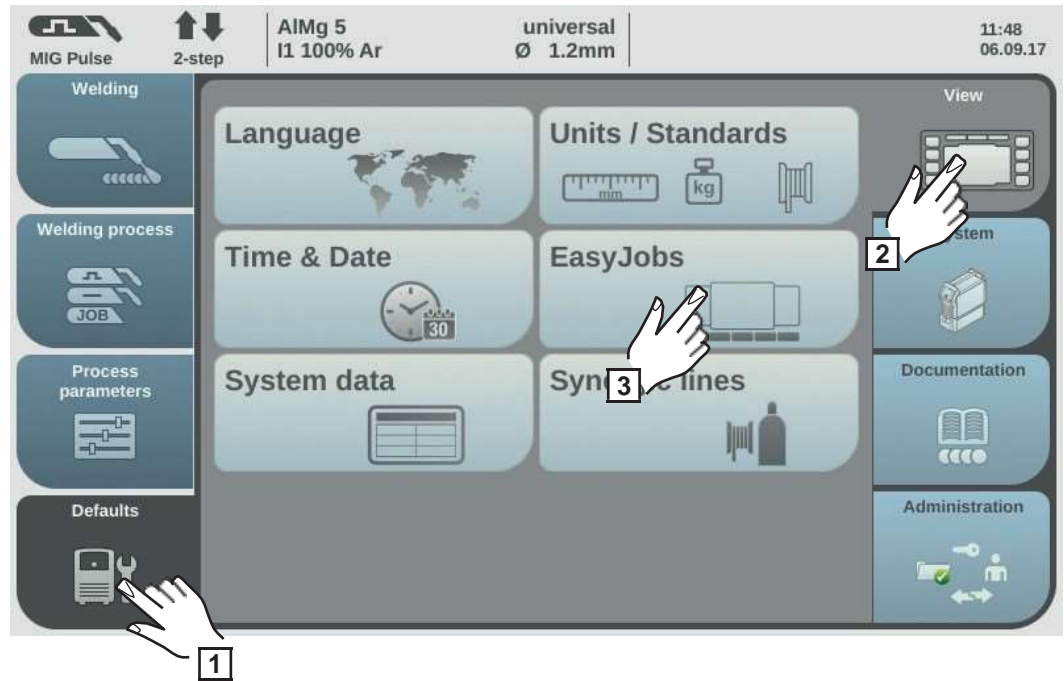 MIG Pulse
2-step
AlMg 5
I1 100% Ar
universal
Ø 1.2mm
11:48
06.09.17
Welding
Welding process
JOB
Process
parameters
Defaults
1
Language
Units / Standards
mm
kg
Time & Date
30
EasyJobs
3
System data
lines
View
2
Documentation
Administration